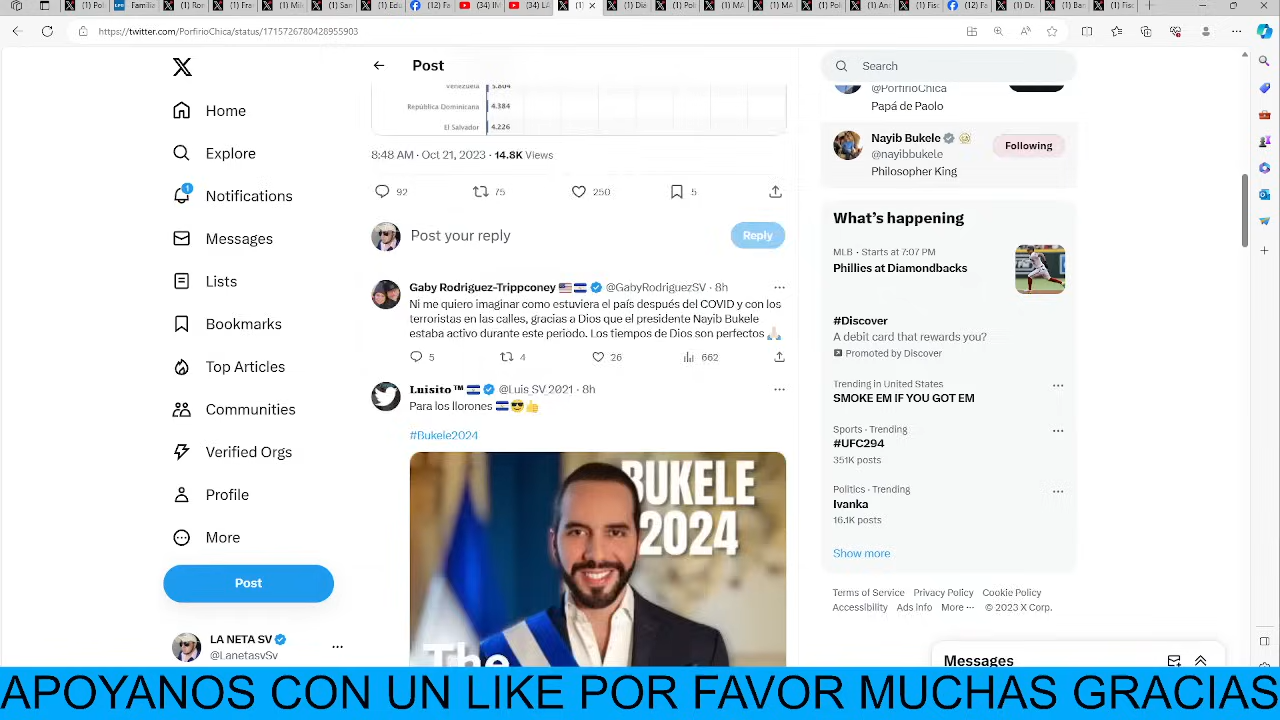 Familia
https://twitter.com/PorfirioChica/status/1715726780428955903
Home
Explore
1
Notifications
Messages
Lists
Bookmarks
Top Articles
Communities
Verified Orgs
Profile
More
Post
LA NETA SV
@LanetasvSv
Post
Venezuela 5.804
República Dominicana 4.384
El Salvador 4.226
8:48 AM · Oct 21, 2023 · 14.8K Views
92 75 250 5
Post your reply
Reply
Gaby Rodriguez-Trippconey @GabyRodriguezSV · 8h
Ni me quiero imaginar como estuviera el país después del COVID y con los
terroristas en las calles, gracias a Dios que el presidente Nayib Bukele
estaba activo durante este periodo. Los tiempos de Dios son perfectos
5 4 26 662
Luisito™ @Luis_SV_2021 · 8h
Para los llorones
#Bukele2024
BUKELE
2024
The
Search
@PorfirioChica
Papá de Paolo
Nayib Bukele
@nayibbukele
Following
Philosopher King
What's happening
MLB · Starts at 7:07 PM
Phillies at Diamondbacks
#Discover
A debit card that rewards you?
Promoted by Discover
Trending in United States
SMOKE EM IF YOU GOT EM
Sports · Trending
#UFC294
351K posts
Politics · Trending
Ivanka
16.1K posts
Show more
Terms of Service Privacy Policy Cookie Policy
Accessibility Ads info More ··· © 2023 X Corp.
Messages
APOYANOS CON UN LIKE POR FAVOR MUCHAS GRACIAS